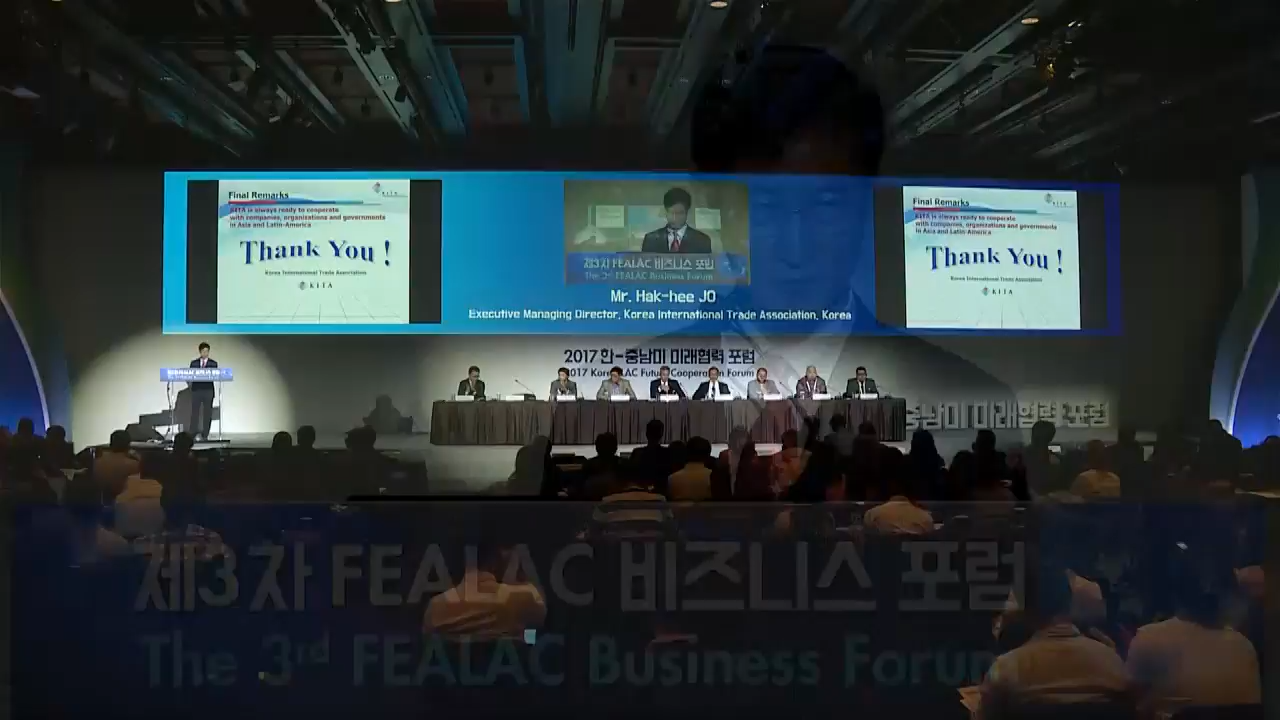 Final Remarks
KITA
KITA is always ready to cooperate
with companies, organizations and governments
in Asia and Latin-America
Thank You !
Korea International Trade Association
KITA
제3차 FEALAC 비즈니스 포럼
The 3rd FEALAC Business Forum
Mr. Hak-hee JO
Executive Managing Director, Korea International Trade Association, Korea
Final Remarks
KITA
KITA is always ready to cooperate
with companies, organizations and governments
in Asia and Latin-America
Thank You !
Korea International Trade Association
KITA
2017 한-중남미 미래협력 포럼
2017 Korea-LAC Future Cooperation Forum
중남미 미래협력 포럼
제3차 FEALAC 비즈니스 포럼
The 3rd FEALAC Business Forum